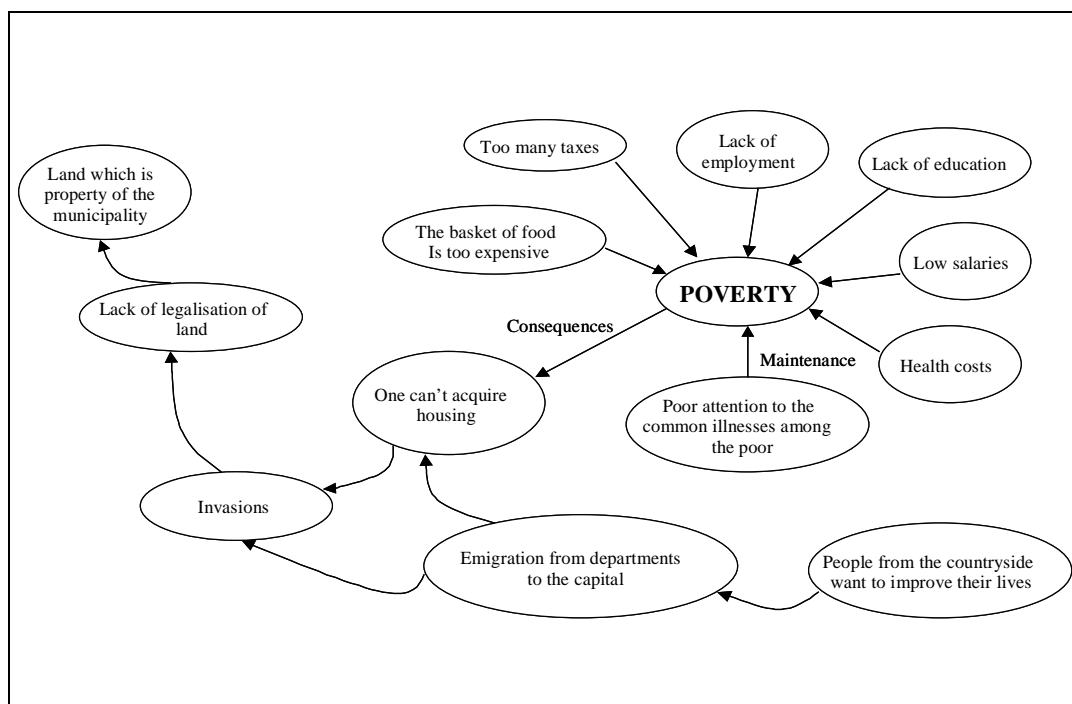 Too many taxes
Lack of
employment
Lack of education
Land which is
property of the
municipality
The basket of food
Is too expensive
Low salaries
POVERTY
Lack of legalisation of
land
Consequences
Maintenance
Health costs
One can't acquire
housing
Poor attention to the
common illnesses among
the poor
Invasions
Emigration from departments
to the capital
People from the countryside
want to improve their lives